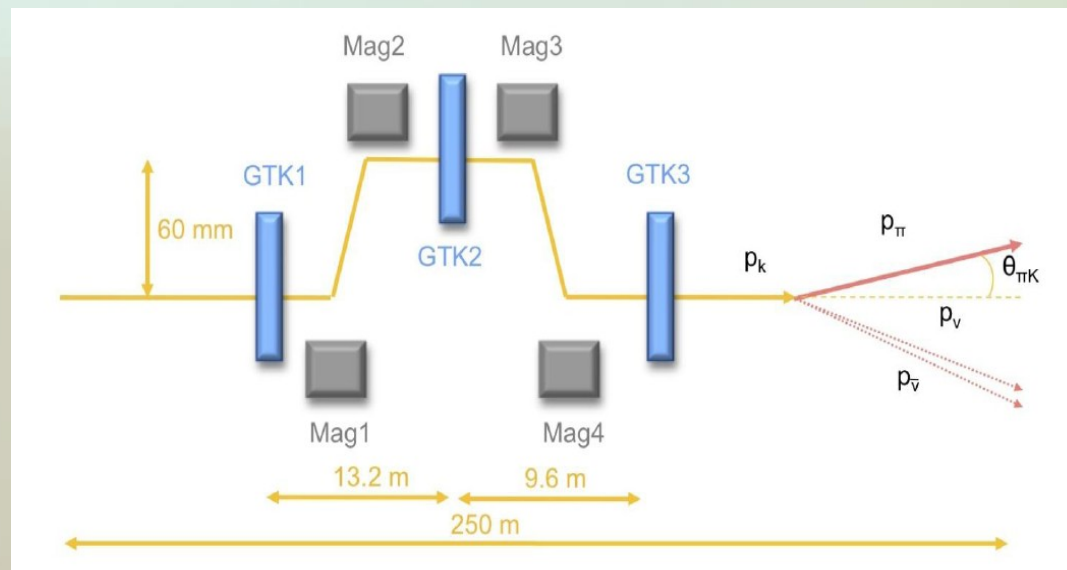 Mag2
Mag3
GTK1
GTK3
60 mm
GTK2
pπ
θπK
pk
pν
pν̅
Mag1
Mag4
13.2 m
9.6 m
250 m